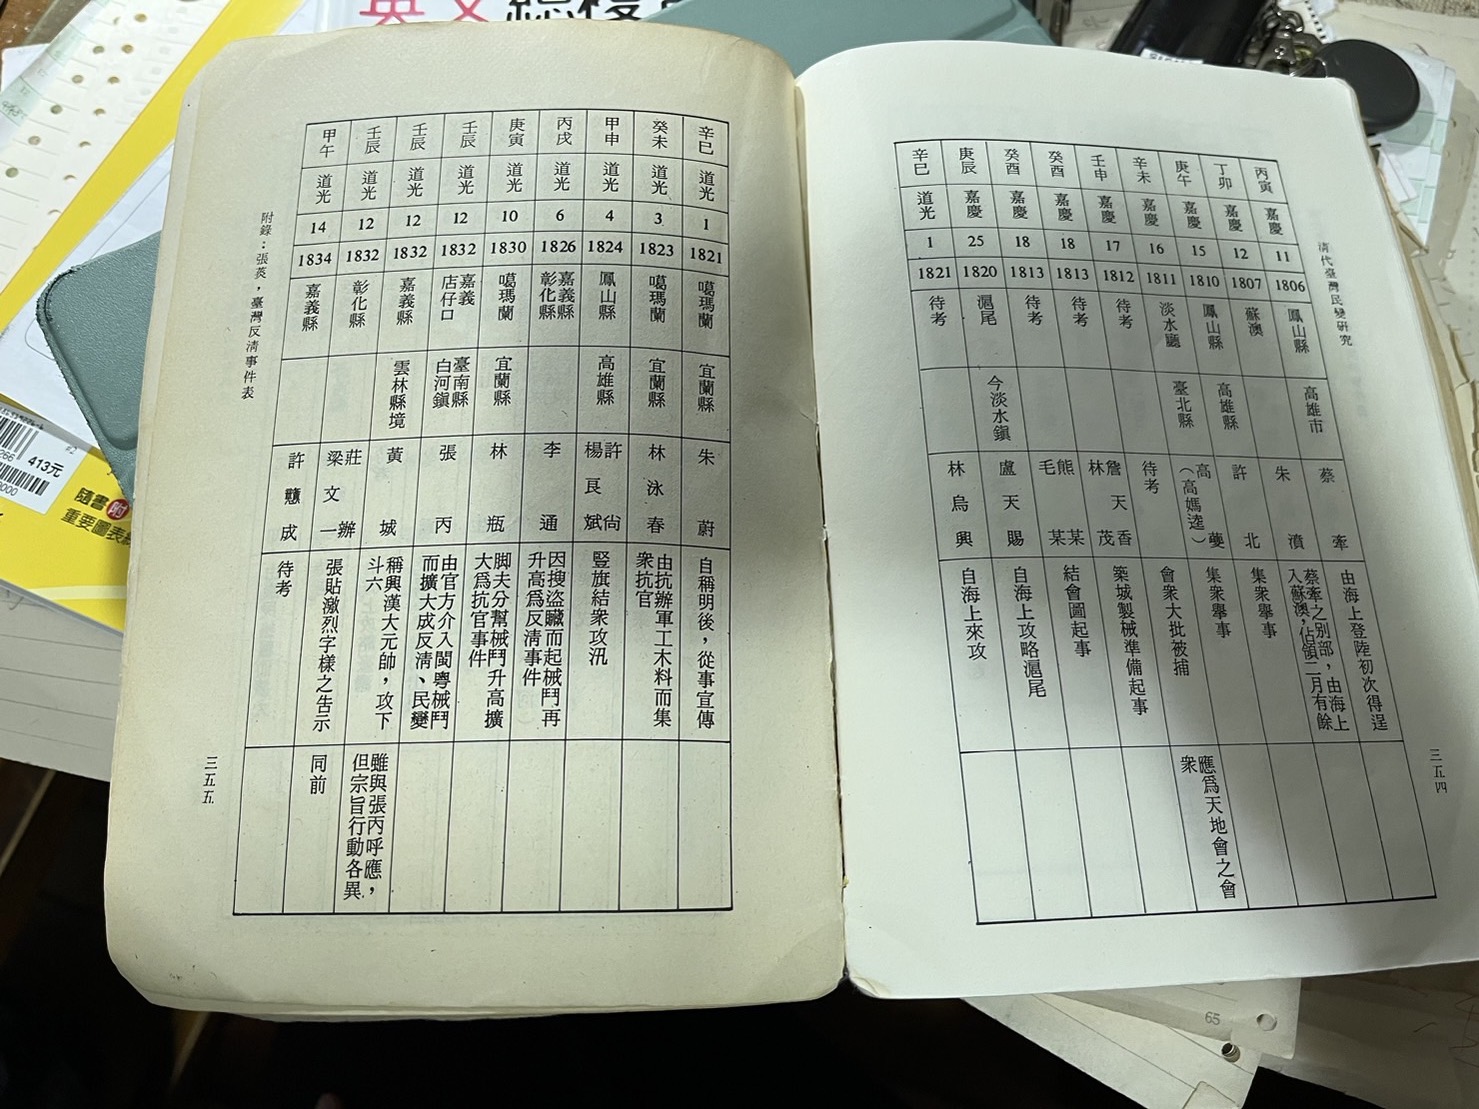 清代臺灣民變研究
丙寅
嘉慶
11
1806
鳳山縣
高雄市
蔡牽
由海上登陸初次得逞
丁卯
嘉慶
12
1807
蘇澳
朱濆
蔡牽之別部，由海上
入蘇澳，佔領二月有餘
庚午
嘉慶
15
1810
鳳山縣
高雄縣
許北
集衆舉事
辛未
嘉慶
16
1811
淡水廳
臺北縣
高夔
（高媽逵）
集衆舉事
壬申
嘉慶
17
1812
待考
待考
會衆大批被捕
應爲天地會之會
衆
癸酉
嘉慶
18
1813
待考
詹天香
林茂
築城製械準備起事
癸酉
嘉慶
18
1813
待考
熊某
毛某
結會圖起事
庚辰
嘉慶
25
1820
滬尾
今淡水鎮
盧天賜
自海上攻略滬尾
辛巳
道光
1
1821
待考
林烏興
自海上來攻
三五四
辛巳
道光
1
1821
噶瑪蘭
宜蘭縣
朱蔚
自稱明後，從事宣傳
癸未
道光
3
1823
噶瑪蘭
宜蘭縣
林泳春
由抗辦軍工木料而集
衆抗官
甲申
道光
4
1824
鳳山縣
高雄縣
許尙
楊良斌
豎旗結衆攻汛
丙戌
道光
6
1826
嘉義縣
彰化縣
李通
因搜盜贓而起械鬥再
升高爲反淸事件
庚寅
道光
10
1830
噶瑪蘭
宜蘭縣
林瓶
脚夫分幫械鬥升高擴
大爲抗官事件
壬辰
道光
12
1832
嘉義
店仔口
臺南縣
白河鎮
張丙
由官方介入閩粵械鬥
而擴大成反淸、民變
壬辰
道光
12
1832
嘉義縣
雲林縣境
黃城
稱興漢大元帥，攻下
斗六
雖與張丙呼應，
但宗旨行動各異
壬辰
道光
12
1832
彰化縣
莊辦
梁文一
張貼激烈字樣之告示
同前
甲午
道光
14
1834
嘉義縣
許戇成
待考
附錄：張菼，臺灣反淸事件表
三五五
413元
隨書附
重要圖表
65